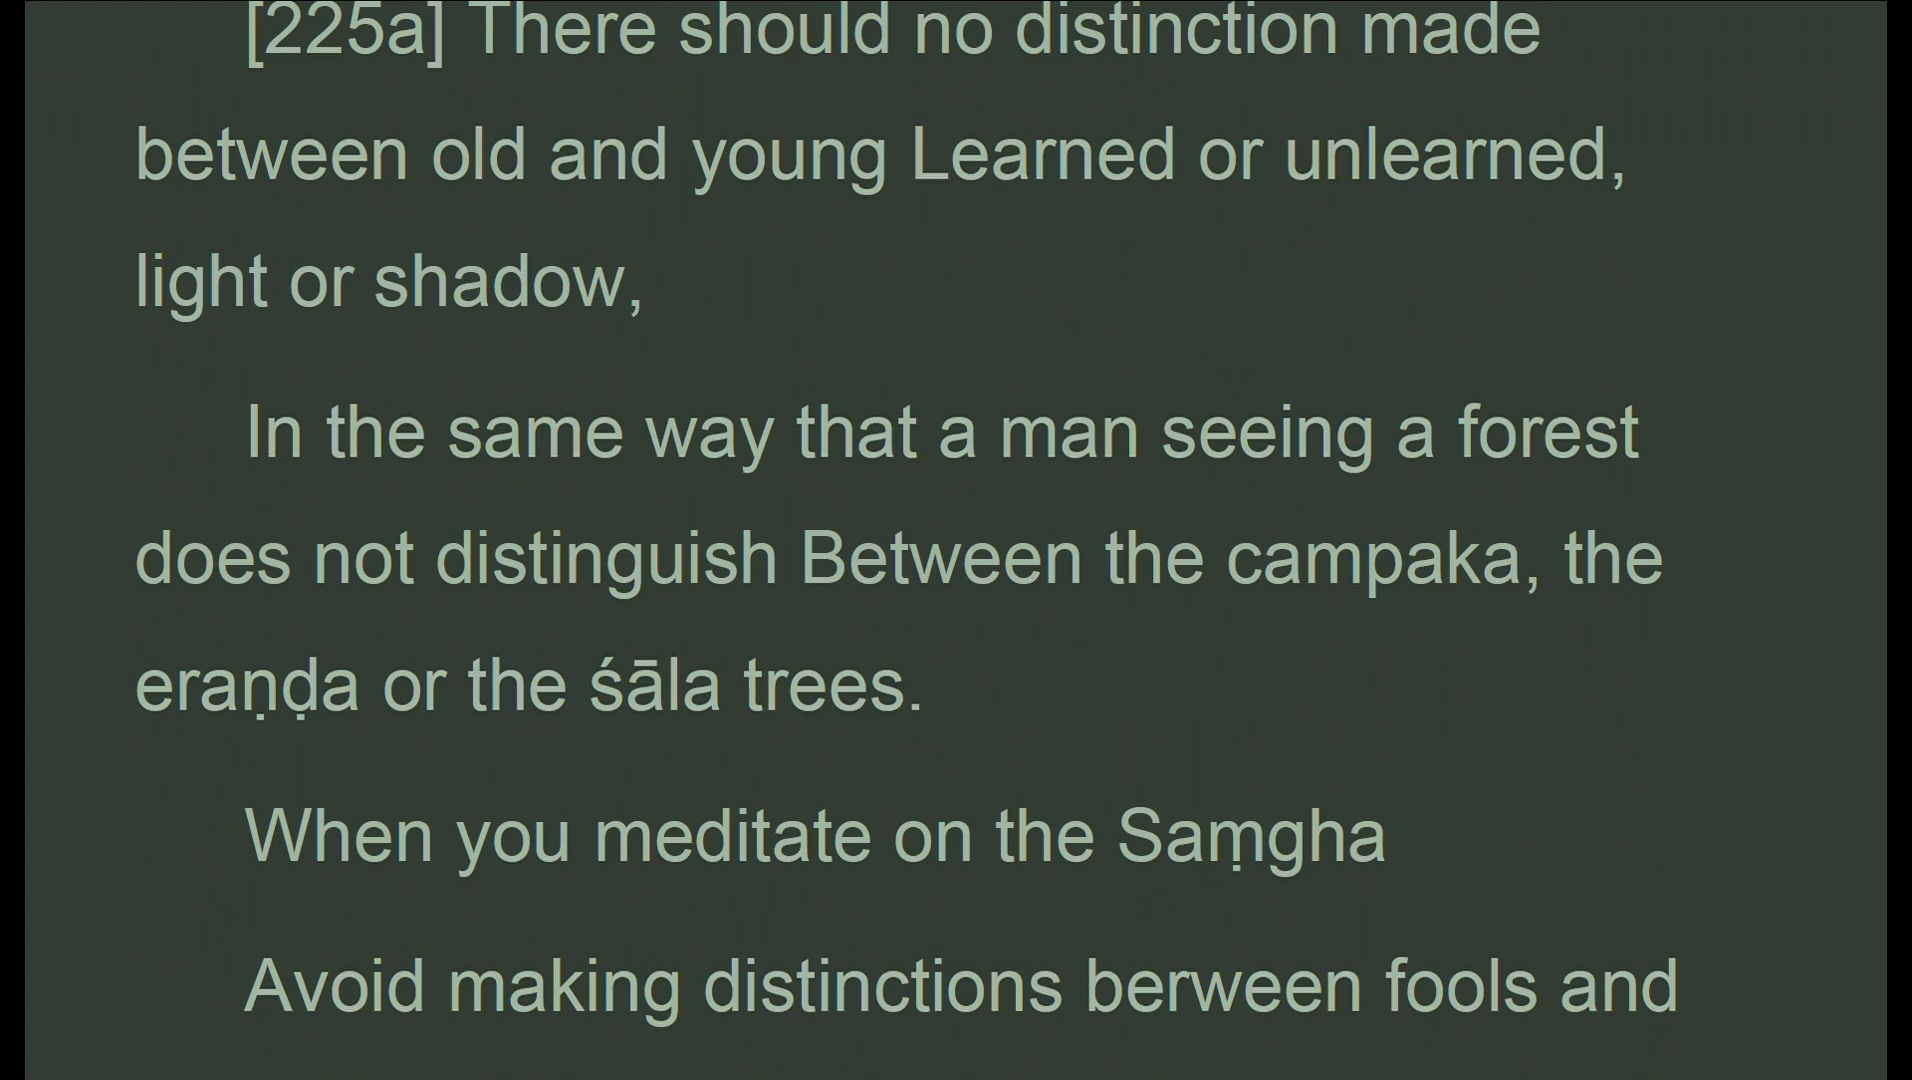 [225a] There should no distinction made
between old and young Learned or unlearned,
light or shadow,
In the same way that a man seeing a forest
does not distinguish Between the campaka, the
eraṇḍa or the śāla trees.
When you meditate on the Saṃgha
Avoid making distinctions berween fools and